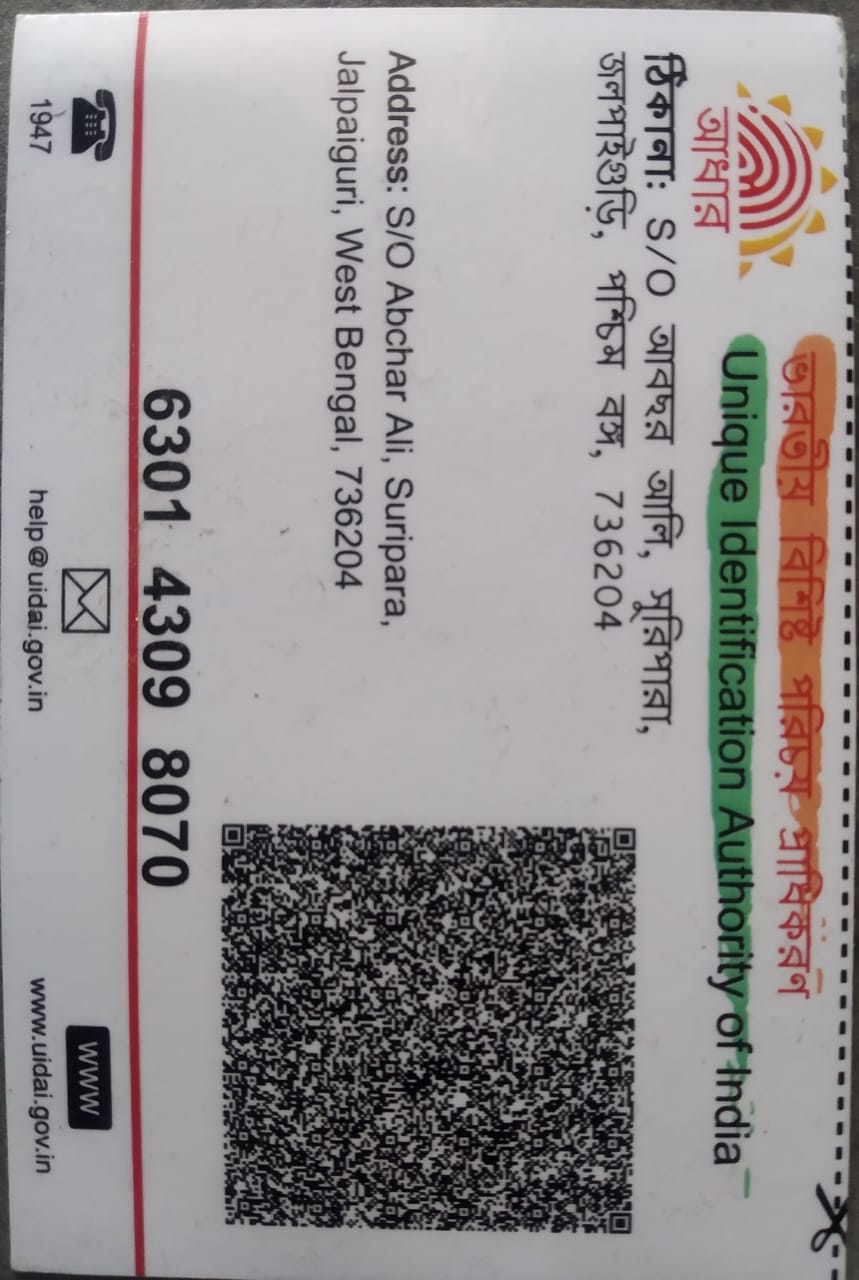 আধার
ভারতীয় বিশিষ্ট পরিচয় প্রাধিকরণ
Unique Identification Authority of India
ঠিকানা: S/O আবছর আলি, সুরিপারা,
জলপাইগুড়ি, পশ্চিম বঙ্গ, 736204
Address: S/O Abchar Ali, Suripara,
Jalpaiguri, West Bengal, 736204
6301 4309 8070
1947
help@uidai.gov.in
www
www.uidai.gov.in